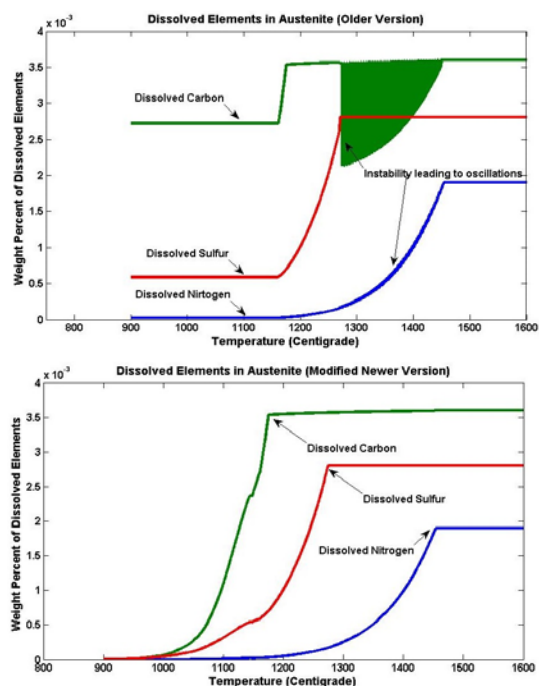 Dissolved Elements in Austenite (Older Version)
x 10-3
4
3.5
3
2.5
2
1.5
1
0.5
0
Weight Percent of Dissolved Elements
Dissolved Carbon
Instability leading to oscillations
Dissolved Sulfur
Dissolved Nirtogen
800 900 1000 1100 1200 1300 1400 1500 1600
Temperature (Centigrade)
Dissolved Elements in Austenite (Modified Newer Version)
x 10-3
4
3.5
3
2.5
2
1.5
1
0.5
0
Weight Percent of Dissolved Elements
Dissolved Carbon
Dissolved Sulfur
Dissolved Nitrogen
800 900 1000 1100 1200 1300 1400 1500 1600
Temperature (Centigrade)